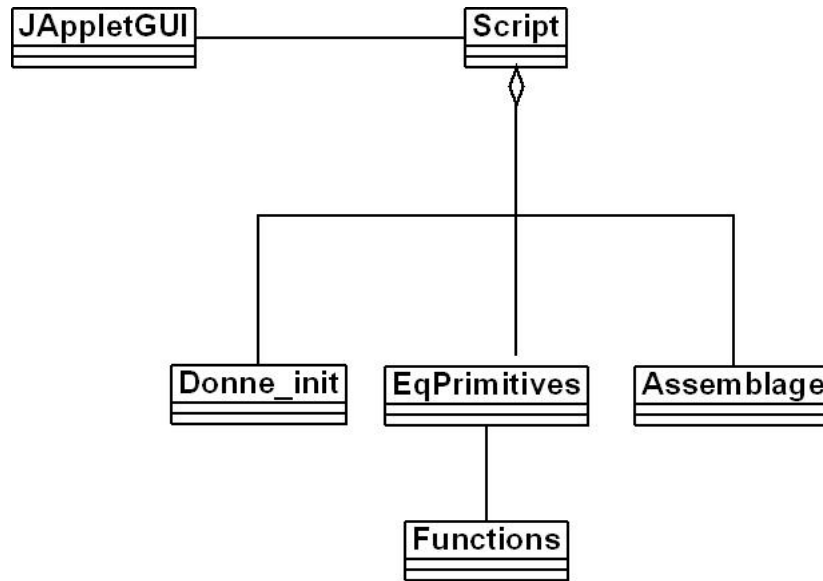 JAppletGUI
Script
Donne_init
EqPrimitives
Assemblage
Functions